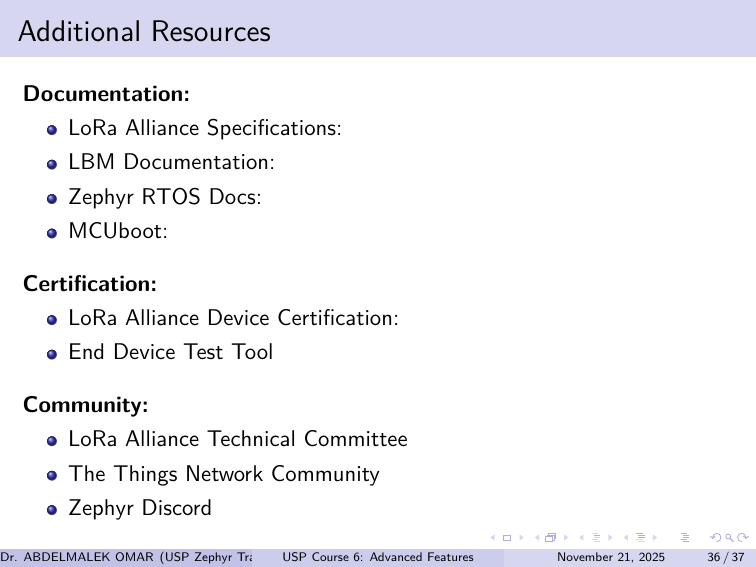 Additional Resources
Documentation:
LoRa Alliance Specifications:
LBM Documentation:
Zephyr RTOS Docs:
MCUboot:
Certification:
LoRa Alliance Device Certification:
End Device Test Tool
Community:
LoRa Alliance Technical Committee
The Things Network Community
Zephyr Discord
Dr. ABDELMALEK OMAR (USP Zephyr Tra USP Course 6: Advanced Features November 21, 2025 36 / 37